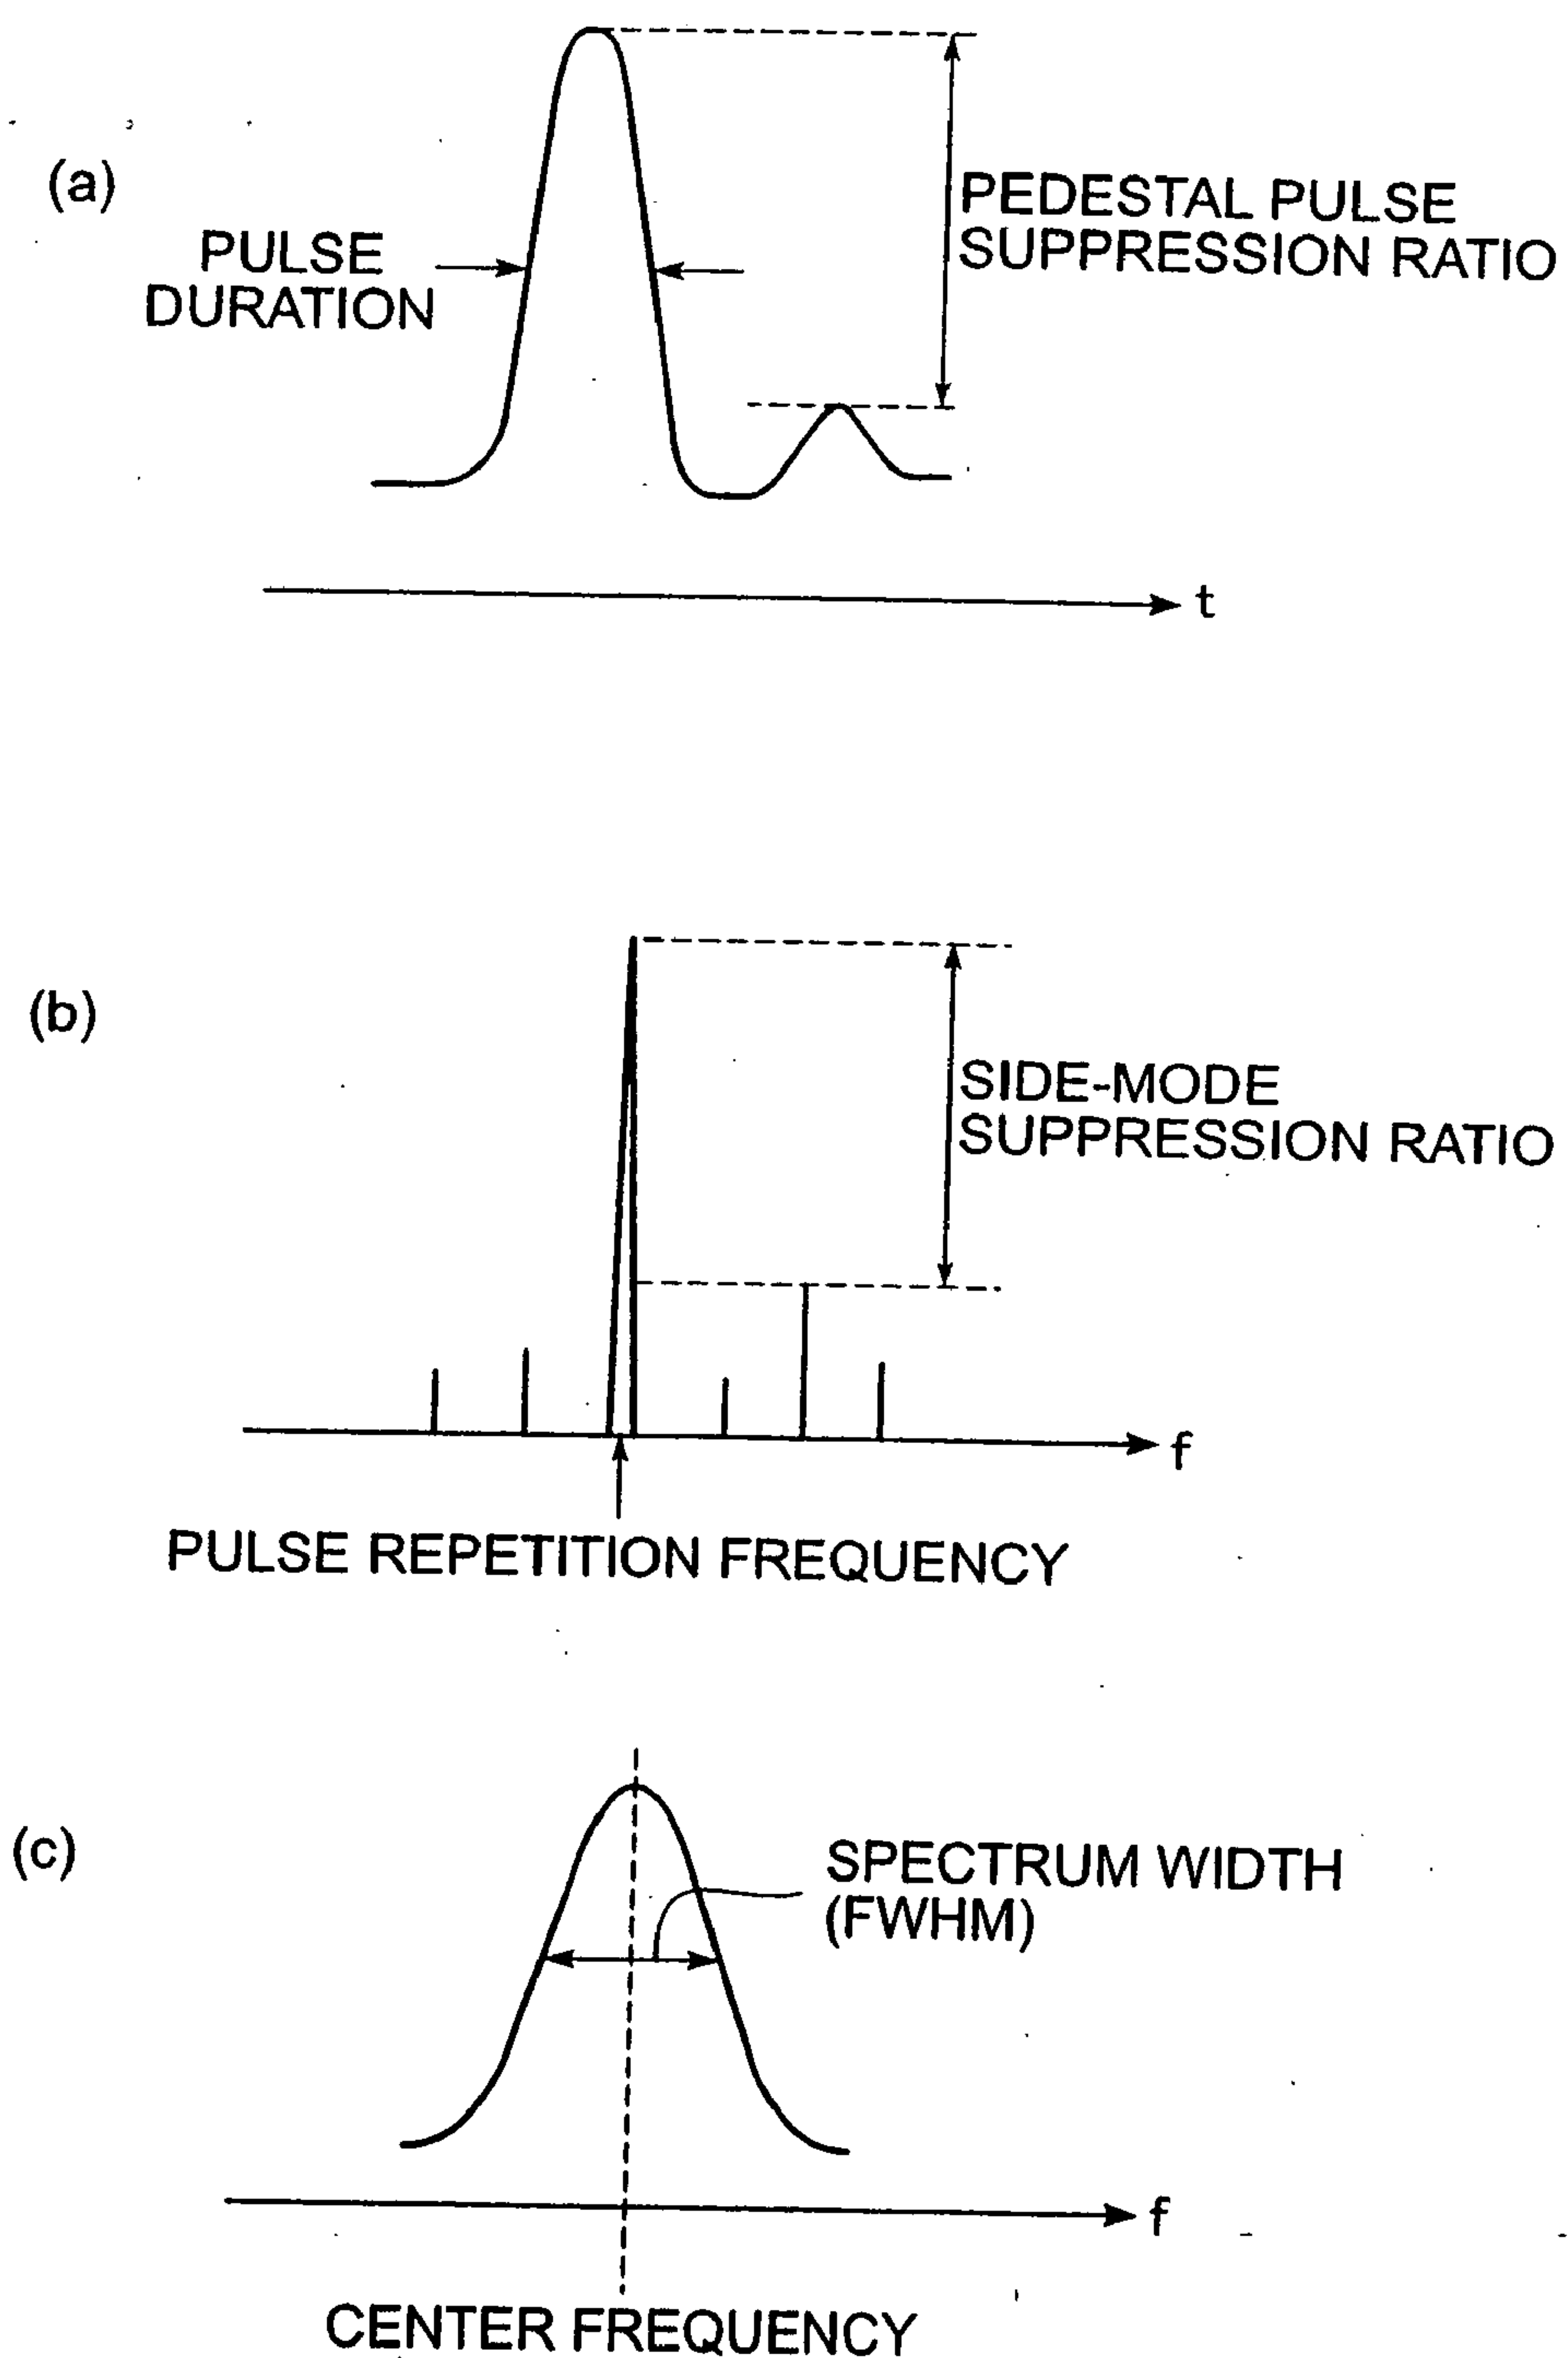 (a)
PULSE
DURATION
PEDESTAL PULSE
SUPPRESSION RATIO
t
(b)
SIDE-MODE
SUPPRESSION RATIO
f
PULSE REPETITION FREQUENCY
(c)
SPECTRUM WIDTH
(FWHM)
f
CENTER FREQUENCY